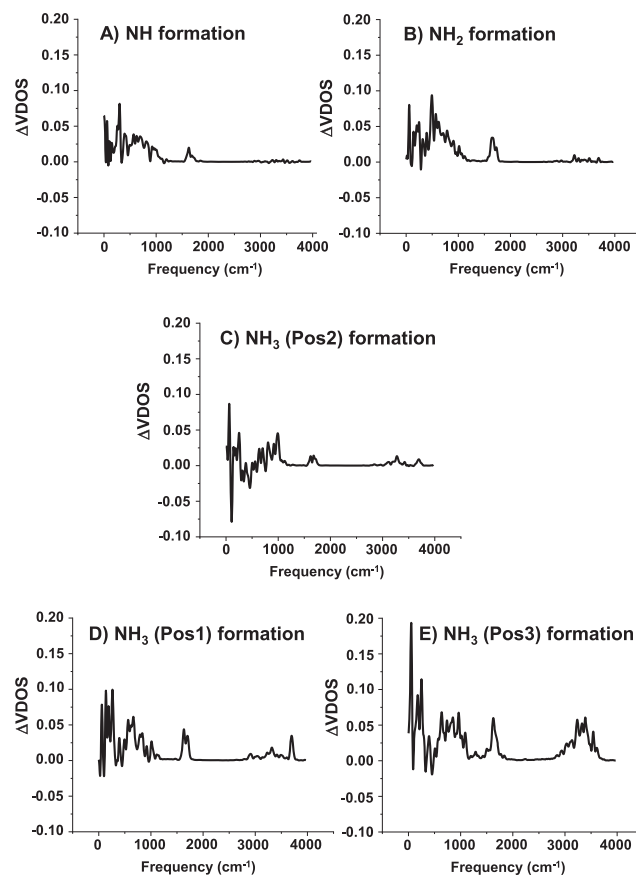 A) NH formation
0.20
0.15
0.10
0.05
0.00
-0.05
-0.10
ΔVDOS
0 1000 2000 3000 4000
Frequency (cm⁻¹)
B) NH₂ formation
0.20
0.15
0.10
0.05
0.00
-0.05
-0.10
ΔVDOS
0 1000 2000 3000 4000
Frequency (cm⁻¹)
C) NH₃ (Pos2) formation
0.20
0.15
0.10
0.05
0.00
-0.05
-0.10
ΔVDOS
0 1000 2000 3000 4000
Frequency (cm⁻¹)
D) NH₃ (Pos1) formation
0.20
0.15
0.10
0.05
0.00
-0.05
-0.10
ΔVDOS
0 1000 2000 3000 4000
Frequency (cm⁻¹)
E) NH₃ (Pos3) formation
0.20
0.15
0.10
0.05
0.00
-0.05
-0.10
ΔVDOS
0 1000 2000 3000 4000
Frequency (cm⁻¹)